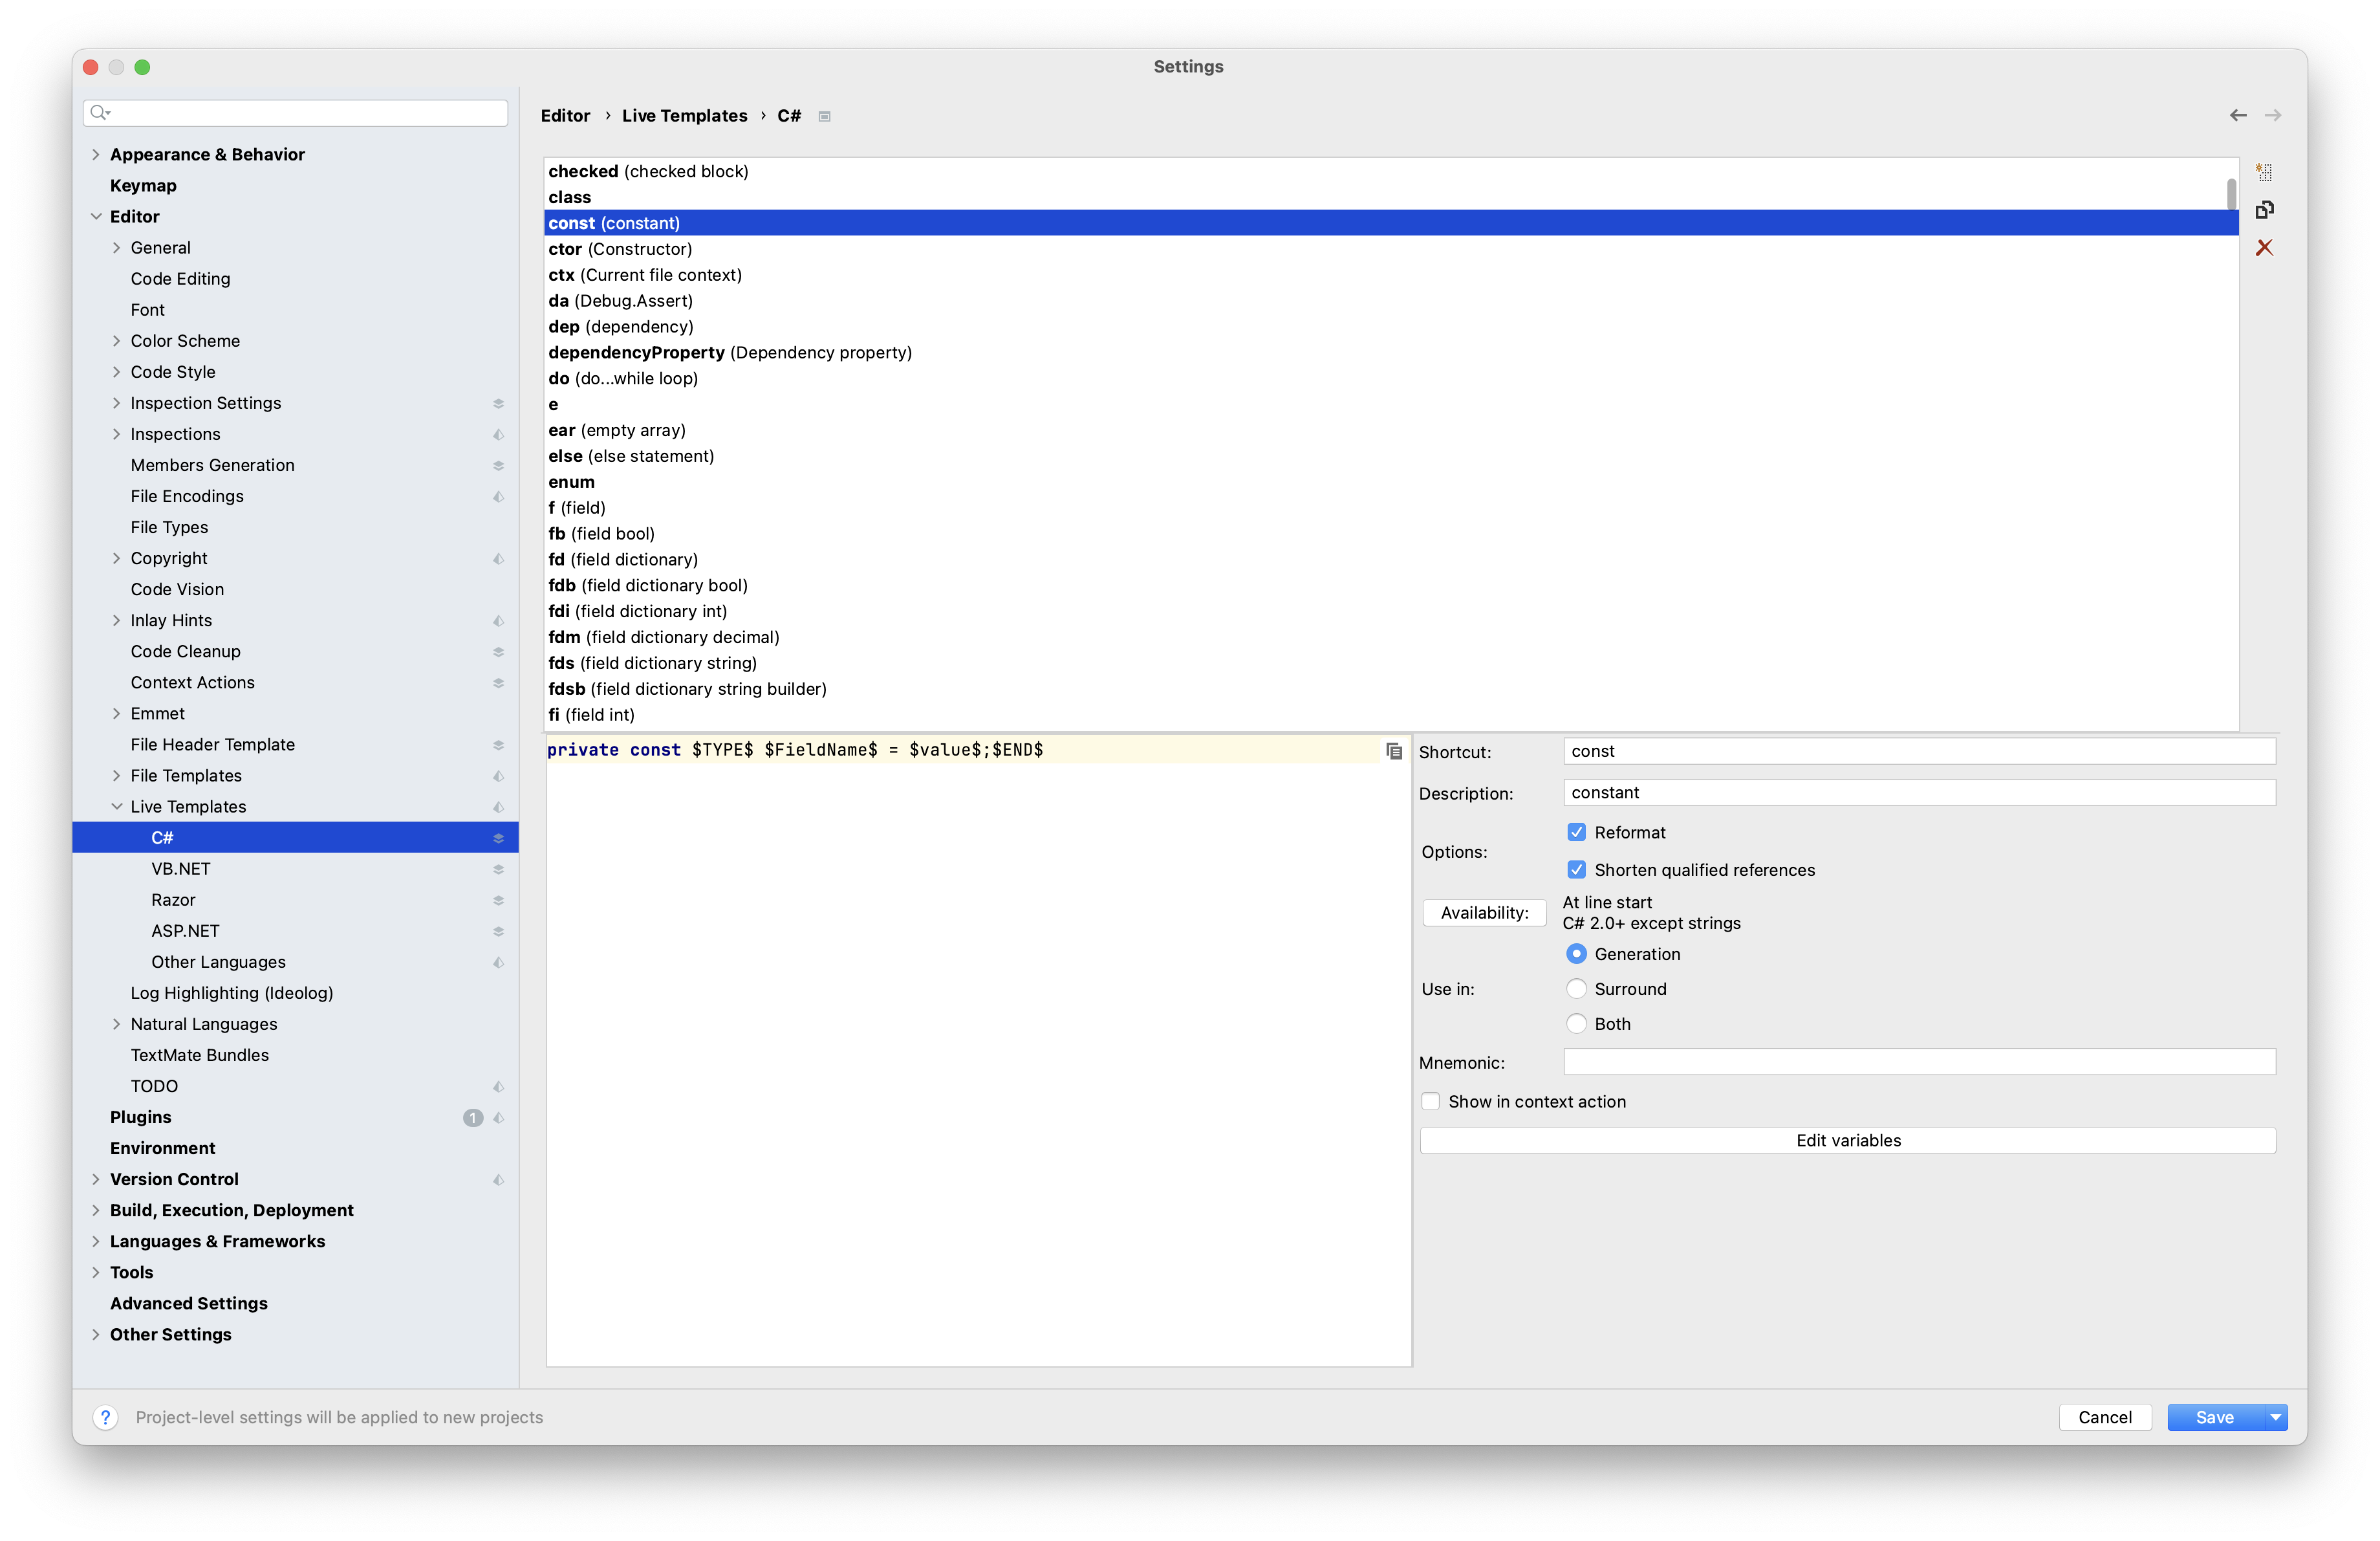 Settings
Appearance & Behavior
Keymap
Editor
General
Code Editing
Font
Color Scheme
Code Style
Inspection Settings
Inspections
Members Generation
File Encodings
File Types
Copyright
Code Vision
Inlay Hints
Code Cleanup
Context Actions
Emmet
File Header Template
File Templates
Live Templates
C#
VB.NET
Razor
ASP.NET
Other Languages
Log Highlighting (Ideolog)
Natural Languages
TextMate Bundles
TODO
Plugins 1
Environment
Version Control
Build, Execution, Deployment
Languages & Frameworks
Tools
Advanced Settings
Other Settings
Editor › Live Templates › C#
checked (checked block)
class
const (constant)
ctor (Constructor)
ctx (Current file context)
da (Debug.Assert)
dep (dependency)
dependencyProperty (Dependency property)
do (do...while loop)
e
ear (empty array)
else (else statement)
enum
f (field)
fb (field bool)
fd (field dictionary)
fdb (field dictionary bool)
fdi (field dictionary int)
fdm (field dictionary decimal)
fds (field dictionary string)
fdsb (field dictionary string builder)
fi (field int)
private const $TYPE$ $FieldName$ = $value$;$END$
Shortcut: const
Description: constant
Options:
Reformat
Shorten qualified references
Availability:
At line start
C# 2.0+ except strings
Use in:
Generation
Surround
Both
Mnemonic:
Show in context action
Edit variables
? Project-level settings will be applied to new projects
Cancel
Save